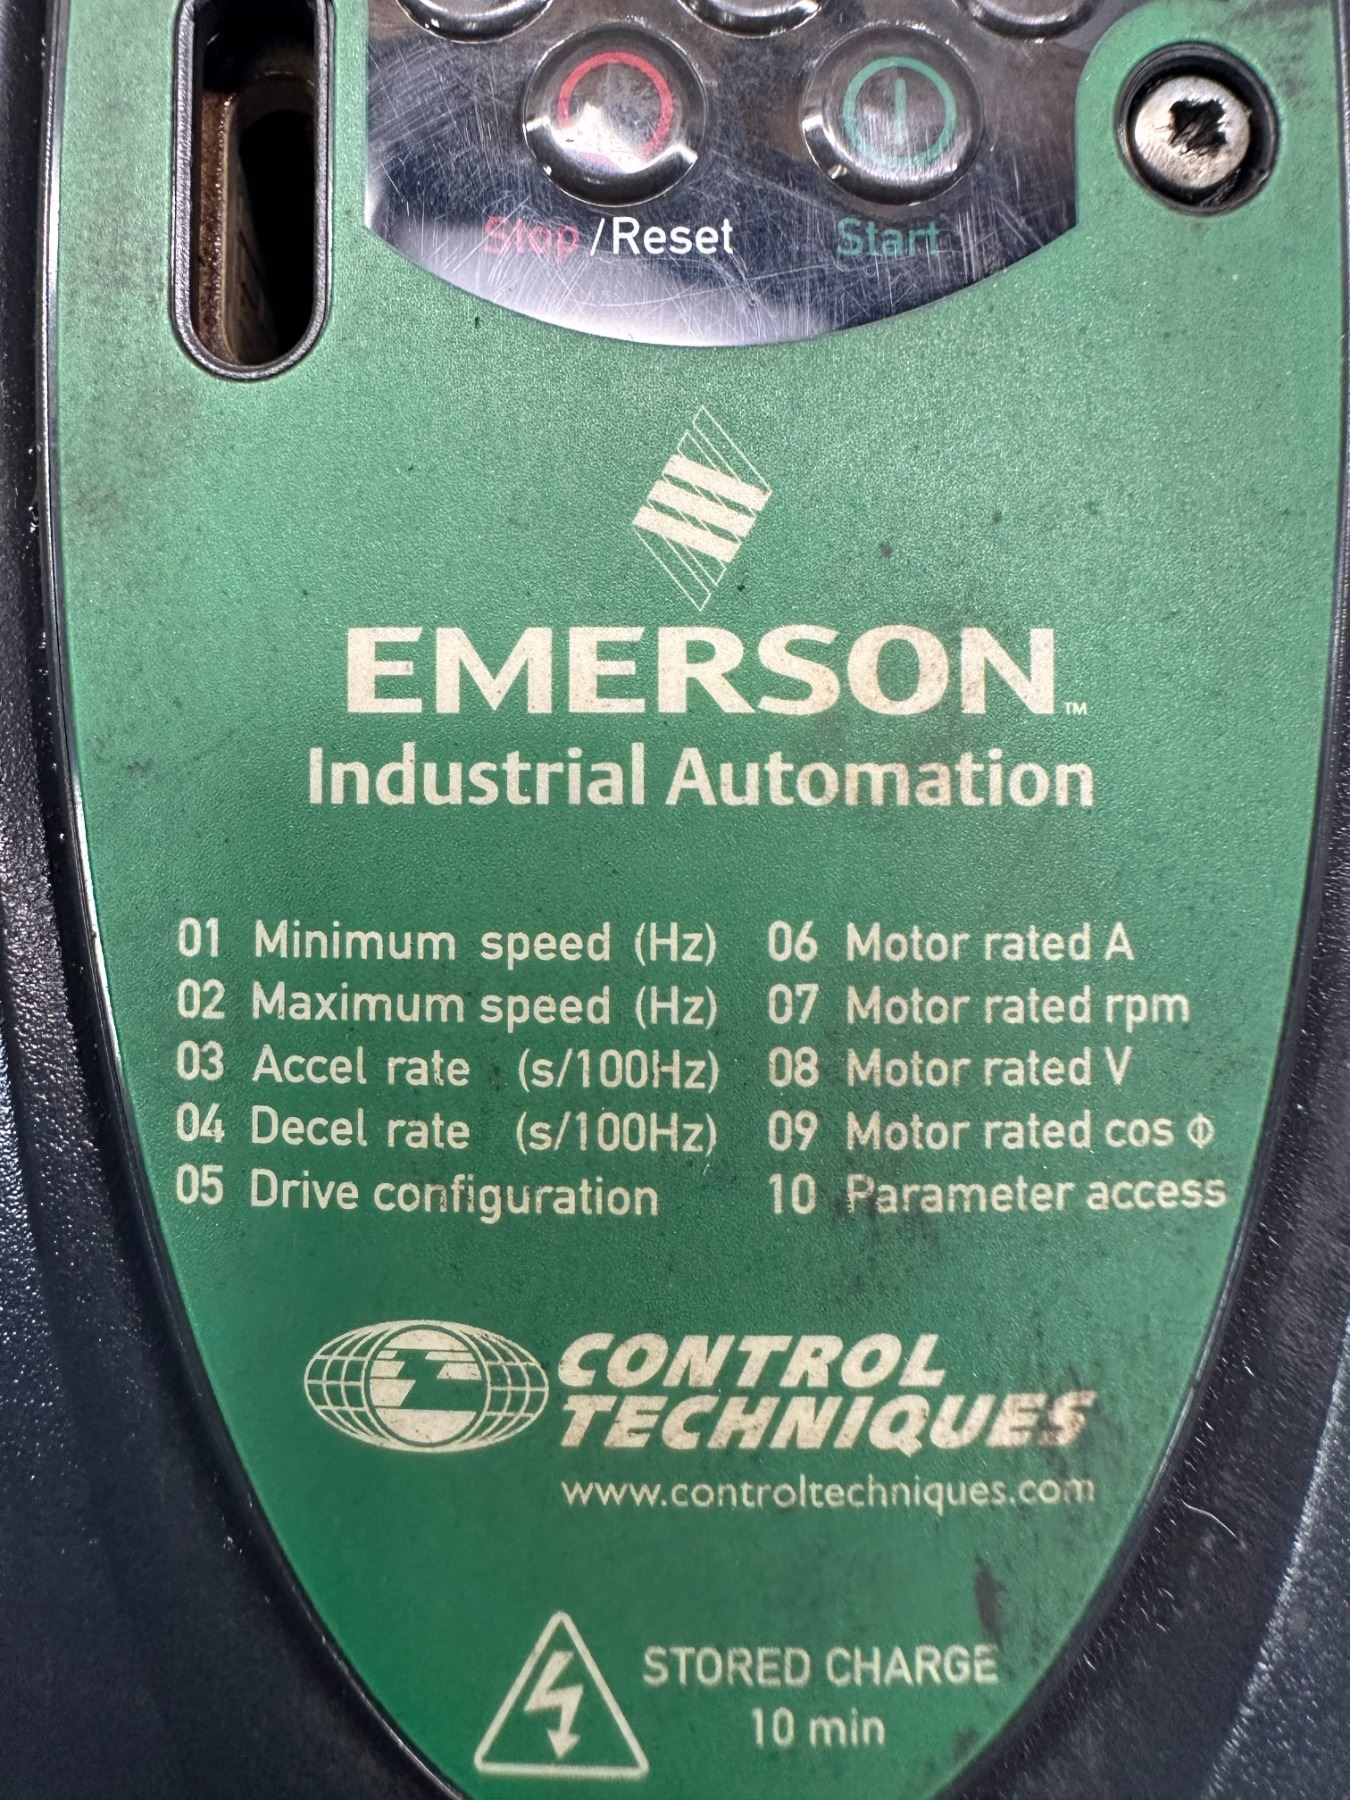 Stop /Reset Start
EMERSON™
Industrial Automation
01 Minimum speed (Hz) 06 Motor rated A
02 Maximum speed (Hz) 07 Motor rated rpm
03 Accel rate (s/100Hz) 08 Motor rated V
04 Decel rate (s/100Hz) 09 Motor rated cos Φ
05 Drive configuration 10 Parameter access
CONTROL
TECHNIQUES
www.controltechniques.com
STORED CHARGE
10 min